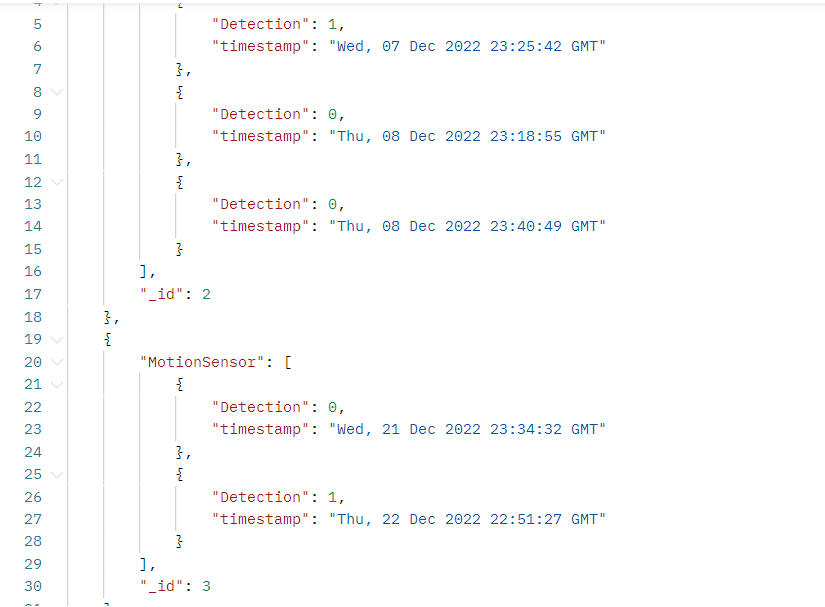 4 {
5 "Detection": 1,
6 "timestamp": "Wed, 07 Dec 2022 23:25:42 GMT"
7 },
8 {
9 "Detection": 0,
10 "timestamp": "Thu, 08 Dec 2022 23:18:55 GMT"
11 },
12 {
13 "Detection": 0,
14 "timestamp": "Thu, 08 Dec 2022 23:40:49 GMT"
15 }
16 ],
17 "_id": 2
18 },
19 {
20 "MotionSensor": [
21 {
22 "Detection": 0,
23 "timestamp": "Wed, 21 Dec 2022 23:34:32 GMT"
24 },
25 {
26 "Detection": 1,
27 "timestamp": "Thu, 22 Dec 2022 22:51:27 GMT"
28 }
29 ],
30 "_id": 3